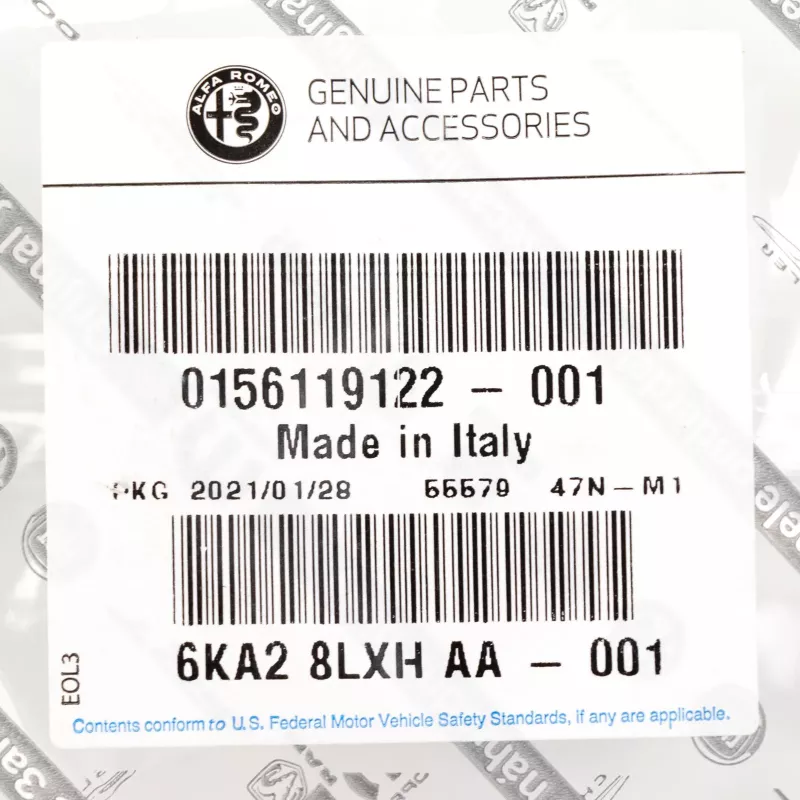 ALFA ROMEO
GENUINE PARTS
AND ACCESSORIES
0156119122 - 001
Made in Italy
PKG 2021/01/28 55579 47N-M1
6KA2 8LXH AA - 001
EOL3
Contents conform to U.S. Federal Motor Vehicle Safety Standards, if any are applicable.